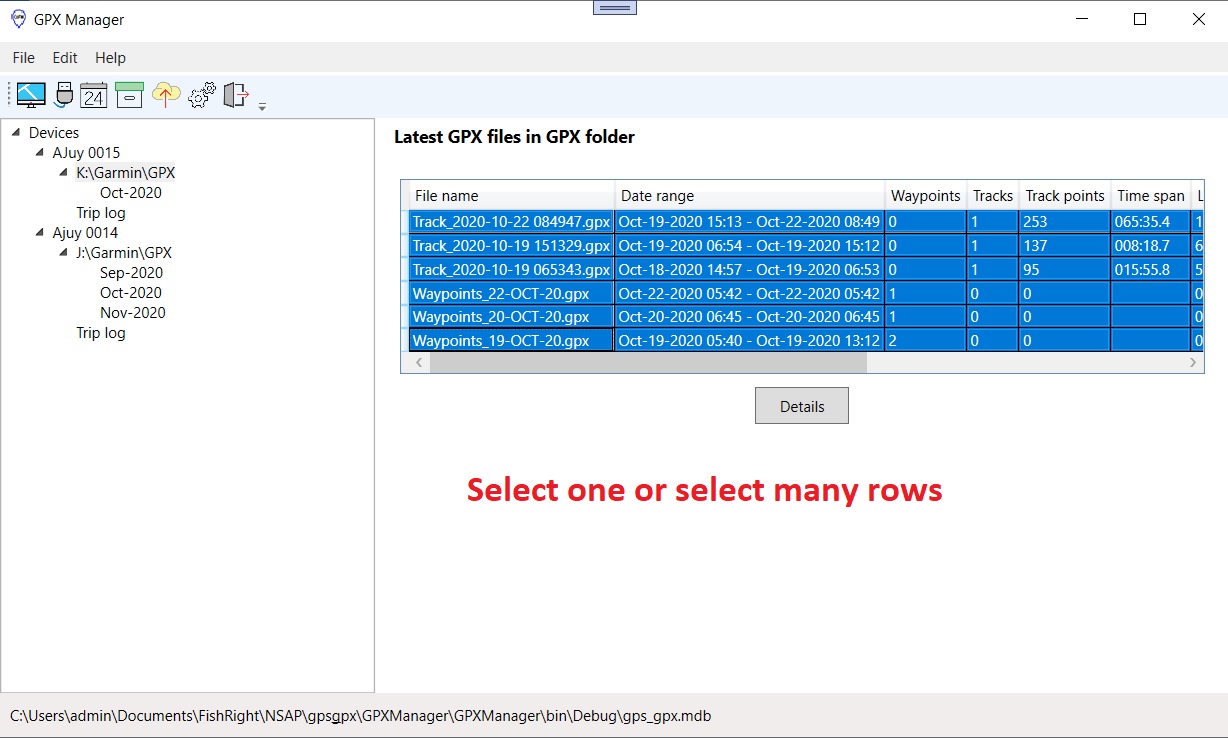 GPX Manager
File Edit Help
24
Devices
AJuy 0015
K:\Garmin\GPX
Oct-2020
Trip log
Ajuy 0014
J:\Garmin\GPX
Sep-2020
Oct-2020
Nov-2020
Trip log
Latest GPX files in GPX folder
File name Date range Waypoints Tracks Track points Time span L
Track_2020-10-22 084947.gpx Oct-19-2020 15:13 - Oct-22-2020 08:49 0 1 253 065:35.4 1
Track_2020-10-19 151329.gpx Oct-19-2020 06:54 - Oct-19-2020 15:12 0 1 137 008:18.7 6
Track_2020-10-19 065343.gpx Oct-18-2020 14:57 - Oct-19-2020 06:53 0 1 95 015:55.8 5
Waypoints_22-OCT-20.gpx Oct-22-2020 05:42 - Oct-22-2020 05:42 1 0 0 0
Waypoints_20-OCT-20.gpx Oct-20-2020 06:45 - Oct-20-2020 06:45 1 0 0 0
Waypoints_19-OCT-20.gpx Oct-19-2020 05:40 - Oct-19-2020 13:12 2 0 0 0
Details
Select one or select many rows
C:\Users\admin\Documents\FishRight\NSAP\gpsgpx\GPXManager\GPXManager\bin\Debug\gps_gpx.mdb